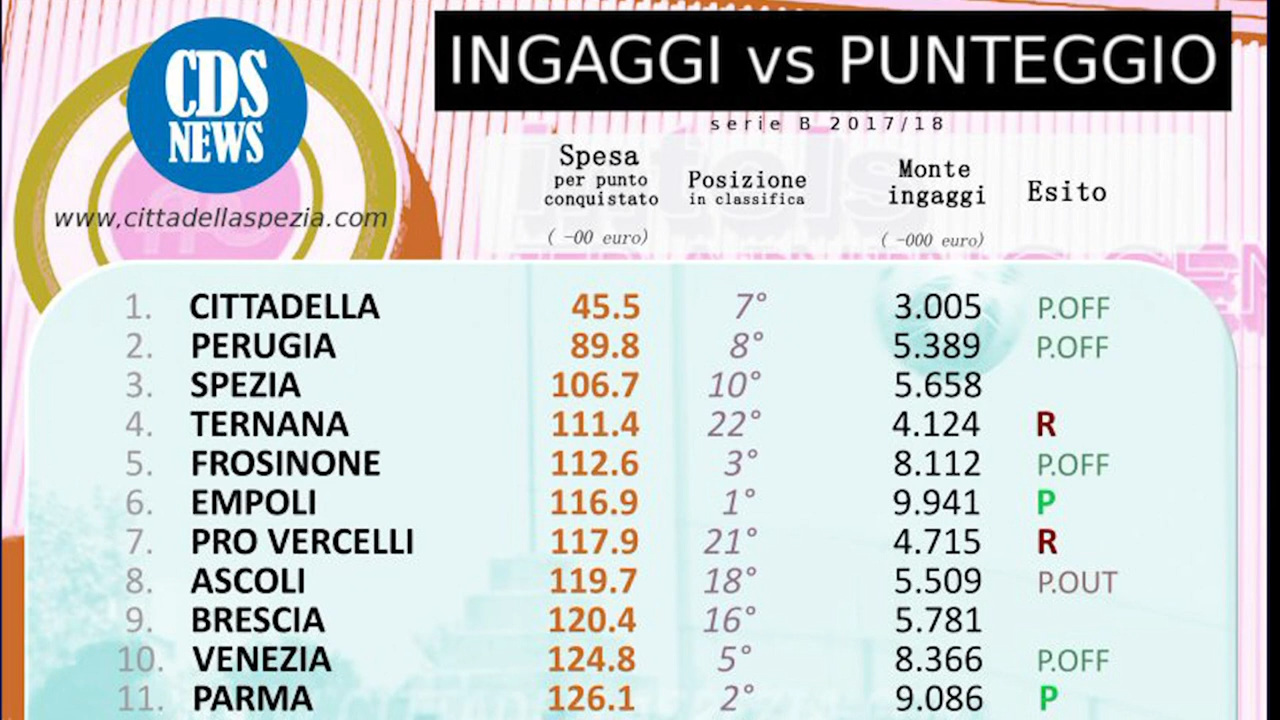 CDS
NEWS
www.cittadellaspezia.com
INGAGGI vs PUNTEGGIO
serie B 2017/18
Spesa
per punto
conquistato
( -00 euro)
Posizione
in classifica
Monte
ingaggi
( -000 euro)
Esito
1. CITTADELLA 45.5 7° 3.005 P.OFF
2. PERUGIA 89.8 8° 5.389 P.OFF
3. SPEZIA 106.7 10° 5.658
4. TERNANA 111.4 22° 4.124 R
5. FROSINONE 112.6 3° 8.112 P.OFF
6. EMPOLI 116.9 1° 9.941 P
7. PRO VERCELLI 117.9 21° 4.715 R
8. ASCOLI 119.7 18° 5.509 P.OUT
9. BRESCIA 120.4 16° 5.781
10. VENEZIA 124.8 5° 8.366 P.OFF
11. PARMA 126.1 2° 9.086 P